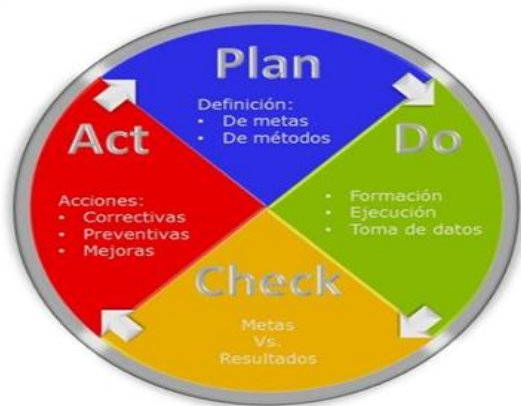 Plan
Definición:
• De metas
• De métodos
Do
• Formación
• Ejecución
• Toma de datos
Check
Metas
Vs.
Resultados
Act
Acciones:
• Correctivas
• Preventivas
• Mejoras